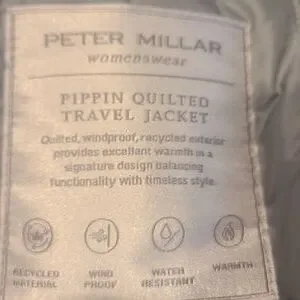 PETER MILLAR
womenswear
PIPPIN QUILTED
TRAVEL JACKET
Quilted, windproof, recycled exterior
provides excellent warmth in a
signature design balancing
functionality with timeless style.
RECYCLED MATERIAL
WIND PROOF
WATER RESISTANT
WARMTH